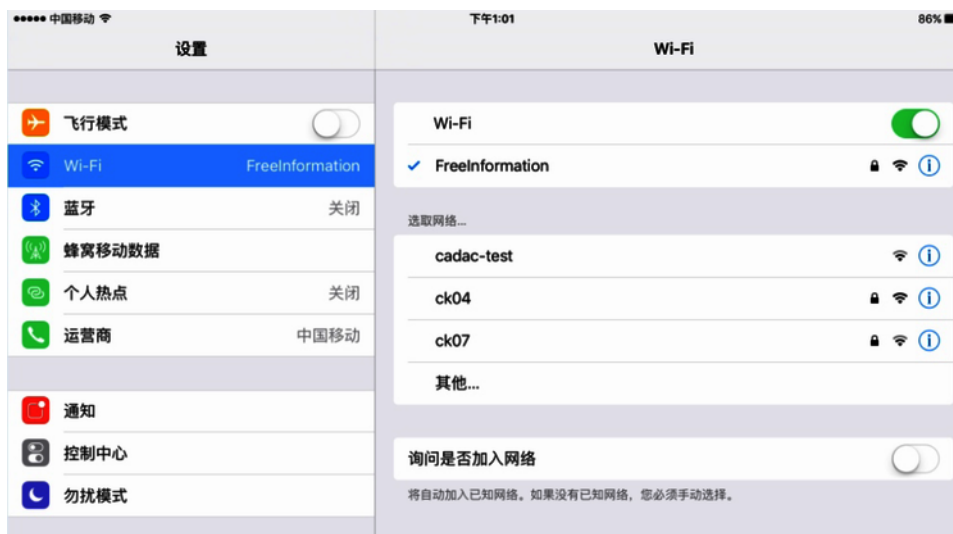 中国移动 下午1:01 86%
设置
Wi-Fi
飞行模式
Wi-Fi FreeInformation
蓝牙 关闭
蜂窝移动数据
个人热点 关闭
运营商 中国移动
通知
控制中心
勿扰模式
Wi-Fi
FreeInformation
选取网络...
cadac-test
ck04
ck07
其他...
询问是否加入网络
将自动加入已知网络。如果没有已知网络，您必须手动选择。